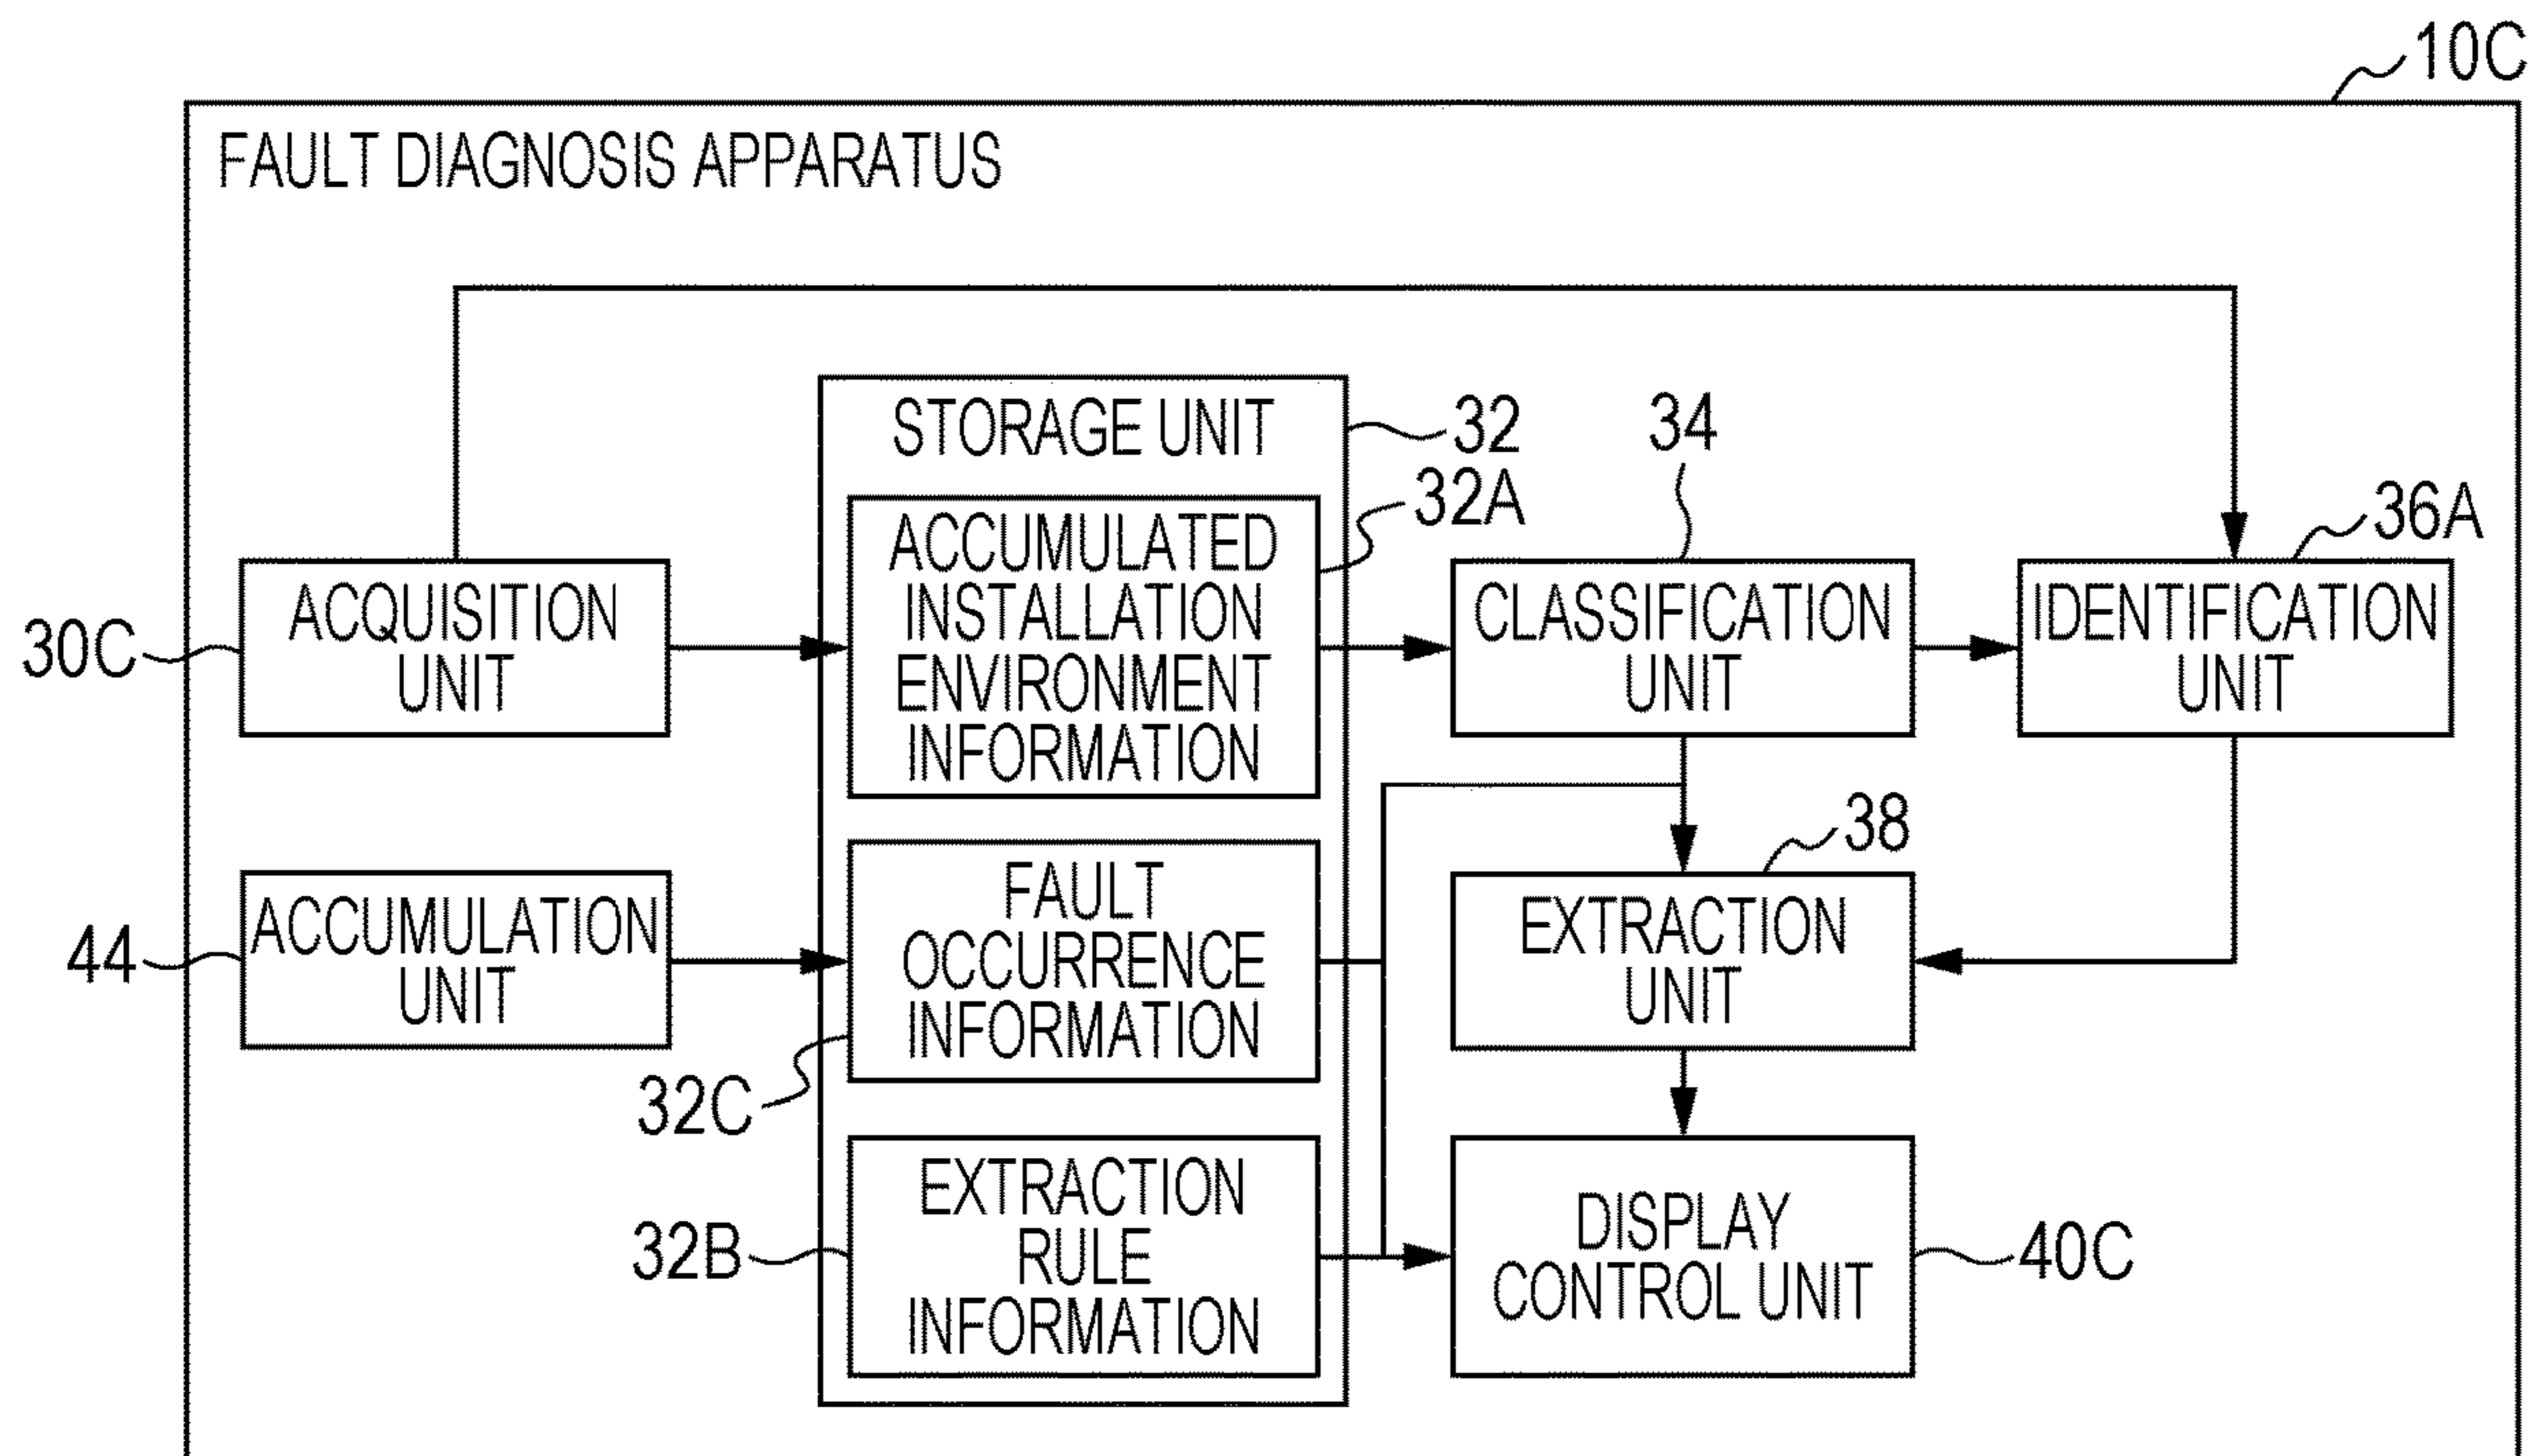 10C
FAULT DIAGNOSIS APPARATUS
STORAGE UNIT
32
34
32A
36A
ACCUMULATED
INSTALLATION
ENVIRONMENT
INFORMATION
30C
ACQUISITION
UNIT
CLASSIFICATION
UNIT
IDENTIFICATION
UNIT
38
44
ACCUMULATION
UNIT
FAULT
OCCURRENCE
INFORMATION
EXTRACTION
UNIT
32C
32B
EXTRACTION
RULE
INFORMATION
DISPLAY
CONTROL UNIT
40C